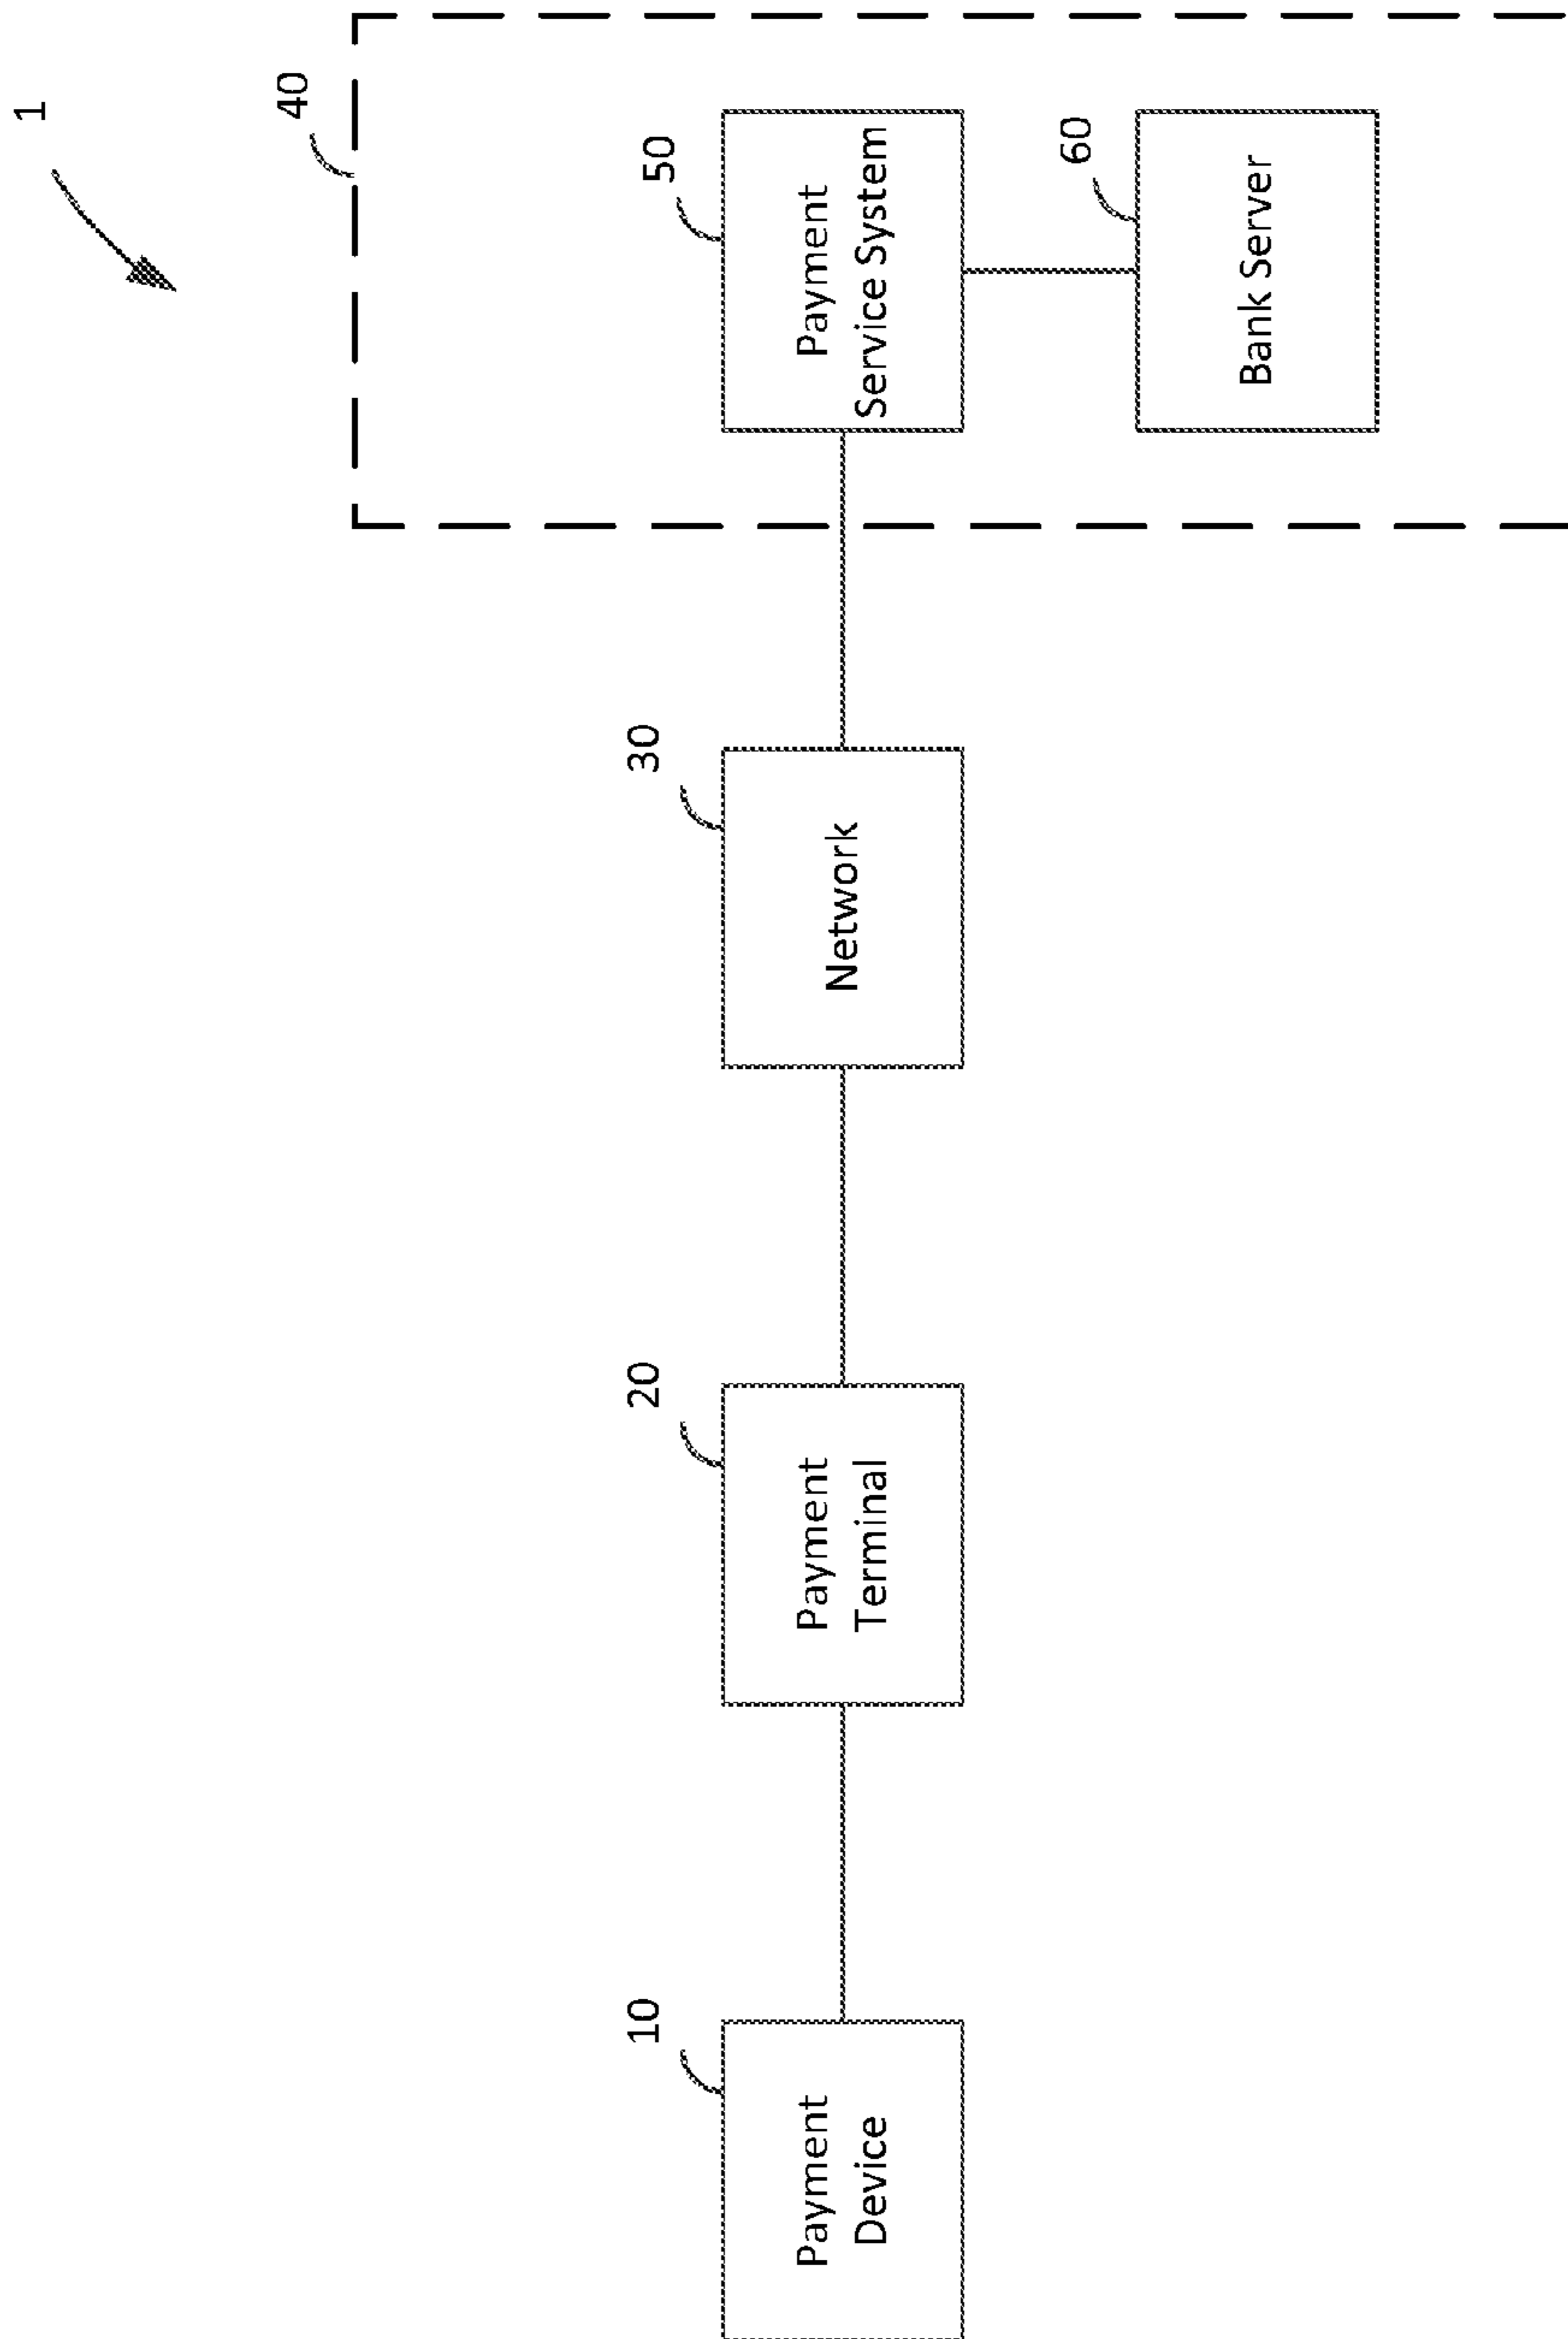 1
40
10
Payment
Device
20
Payment
Terminal
30
Network
50
Payment
Service System
60
Bank Server